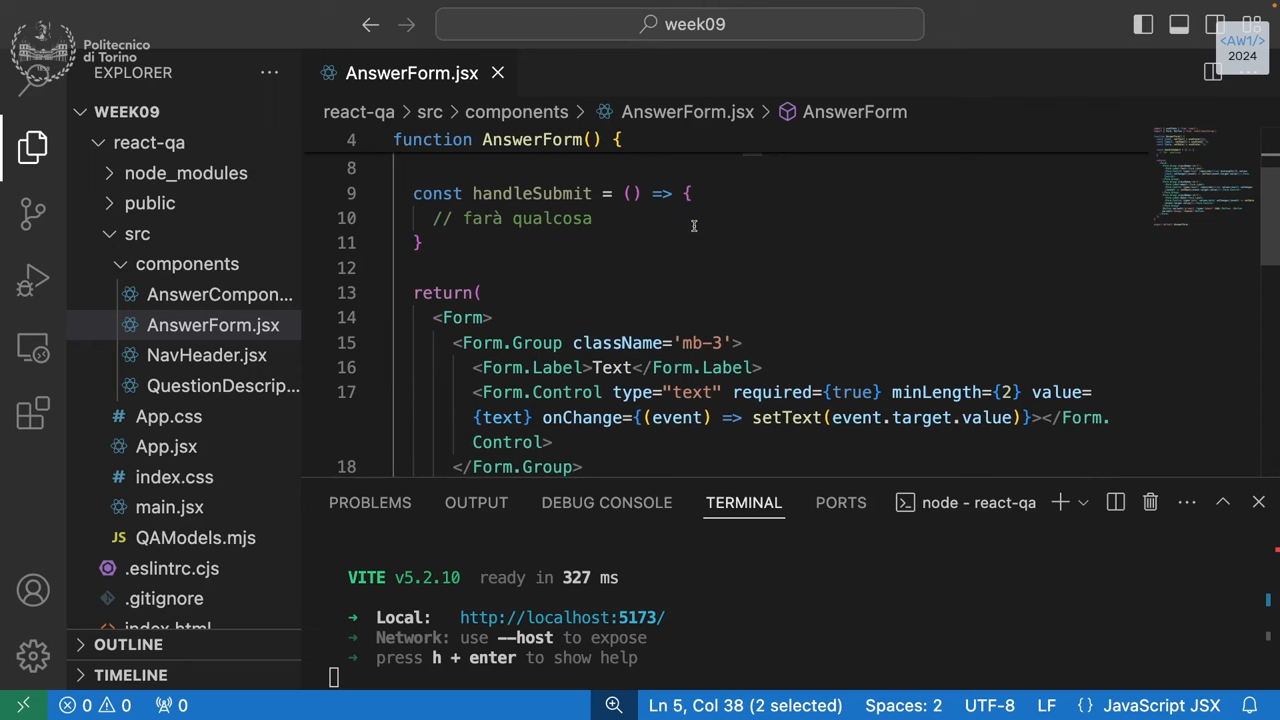 week09
Politecnico
di Torino
<AW1/>
2024
EXPLORER
AnswerForm.jsx
WEEK09
react-qa > src > components > AnswerForm.jsx > AnswerForm
react-qa
node_modules
public
src
components
AnswerCompon...
AnswerForm.jsx
NavHeader.jsx
QuestionDescrip...
App.css
App.jsx
index.css
main.jsx
QAModels.mjs
.eslintrc.cjs
.gitignore
OUTLINE
TIMELINE
4 function AnswerForm() {
8
9 const handleSubmit = () => {
10 // farà qualcosa
11 }
12
13 return(
14 <Form>
15 <Form.Group className='mb-3'>
16 <Form.Label>Text</Form.Label>
17 <Form.Control type="text" required={true} minLength={2} value=
{text} onChange={(event) => setText(event.target.value)}></Form.
Control>
18 </Form.Group>
PROBLEMS OUTPUT DEBUG CONSOLE TERMINAL PORTS node - react-qa
VITE v5.2.10 ready in 327 ms
➜ Local: http://localhost:5173/
➜ Network: use --host to expose
➜ press h + enter to show help
0 0 0 Ln 5, Col 38 (2 selected) Spaces: 2 UTF-8 LF {} JavaScript JSX